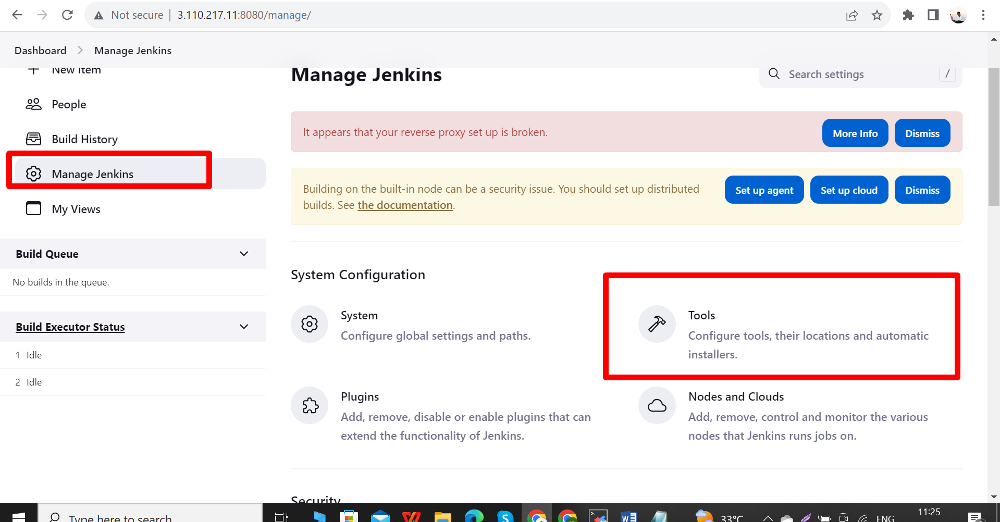 Not secure | 3.110.217.11:8080/manage/
Dashboard > Manage Jenkins
New Item
People
Build History
Manage Jenkins
My Views
Build Queue
No builds in the queue.
Build Executor Status
1 Idle
2 Idle
Manage Jenkins
Search settings /
It appears that your reverse proxy set up is broken.
More Info Dismiss
Building on the built-in node can be a security issue. You should set up distributed
builds. See the documentation.
Set up agent Set up cloud Dismiss
System Configuration
System
Configure global settings and paths.
Tools
Configure tools, their locations and automatic
installers.
Plugins
Add, remove, disable or enable plugins that can
extend the functionality of Jenkins.
Nodes and Clouds
Add, remove, control and monitor the various
nodes that Jenkins runs jobs on.
Security
Type here to search
33°C
ENG
11:25